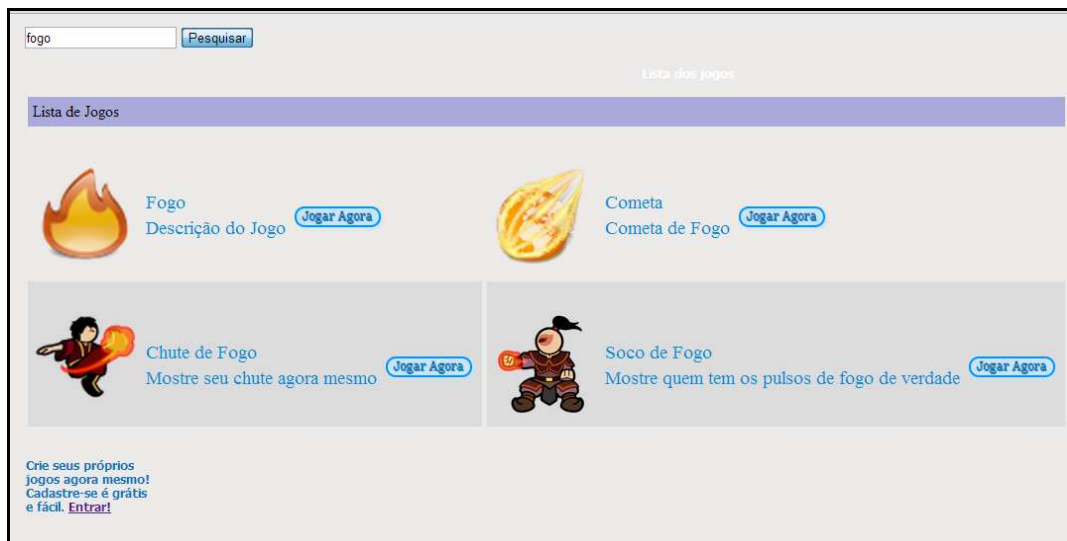 fogo Pesquisar
Lista dos jogos
Lista de Jogos
Fogo
Descrição do Jogo
Jogar Agora
Cometa
Cometa de Fogo
Jogar Agora
Chute de Fogo
Mostre seu chute agora mesmo
Jogar Agora
Soco de Fogo
Mostre quem tem os pulsos de fogo de verdade
Jogar Agora
Crie seus próprios
jogos agora mesmo!
Cadastre-se é grátis
e fácil. Entrar!